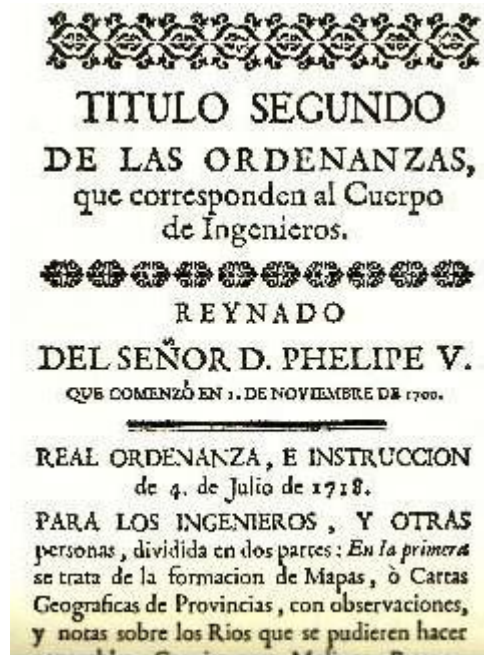 TITULO SEGUNDO
DE LAS ORDENANZAS,
que corresponden al Cuerpo
de Ingenieros.
REYNADO
DEL SEÑOR D. PHELIPE V.
QUE COMENZÒ EN 1. DE NOVIEMBRE DE 1700.
REAL ORDENANZA, E INSTRUCCION
de 4. de Julio de 1718.
PARA LOS INGENIEROS, Y OTRAS
personas, dividida en dos partes: En la primera
se trata de la formacion de Mapas, ò Cartas
Geograficas de Provincias, con observaciones,
y notas sobre los Rios que se pudieren hacer